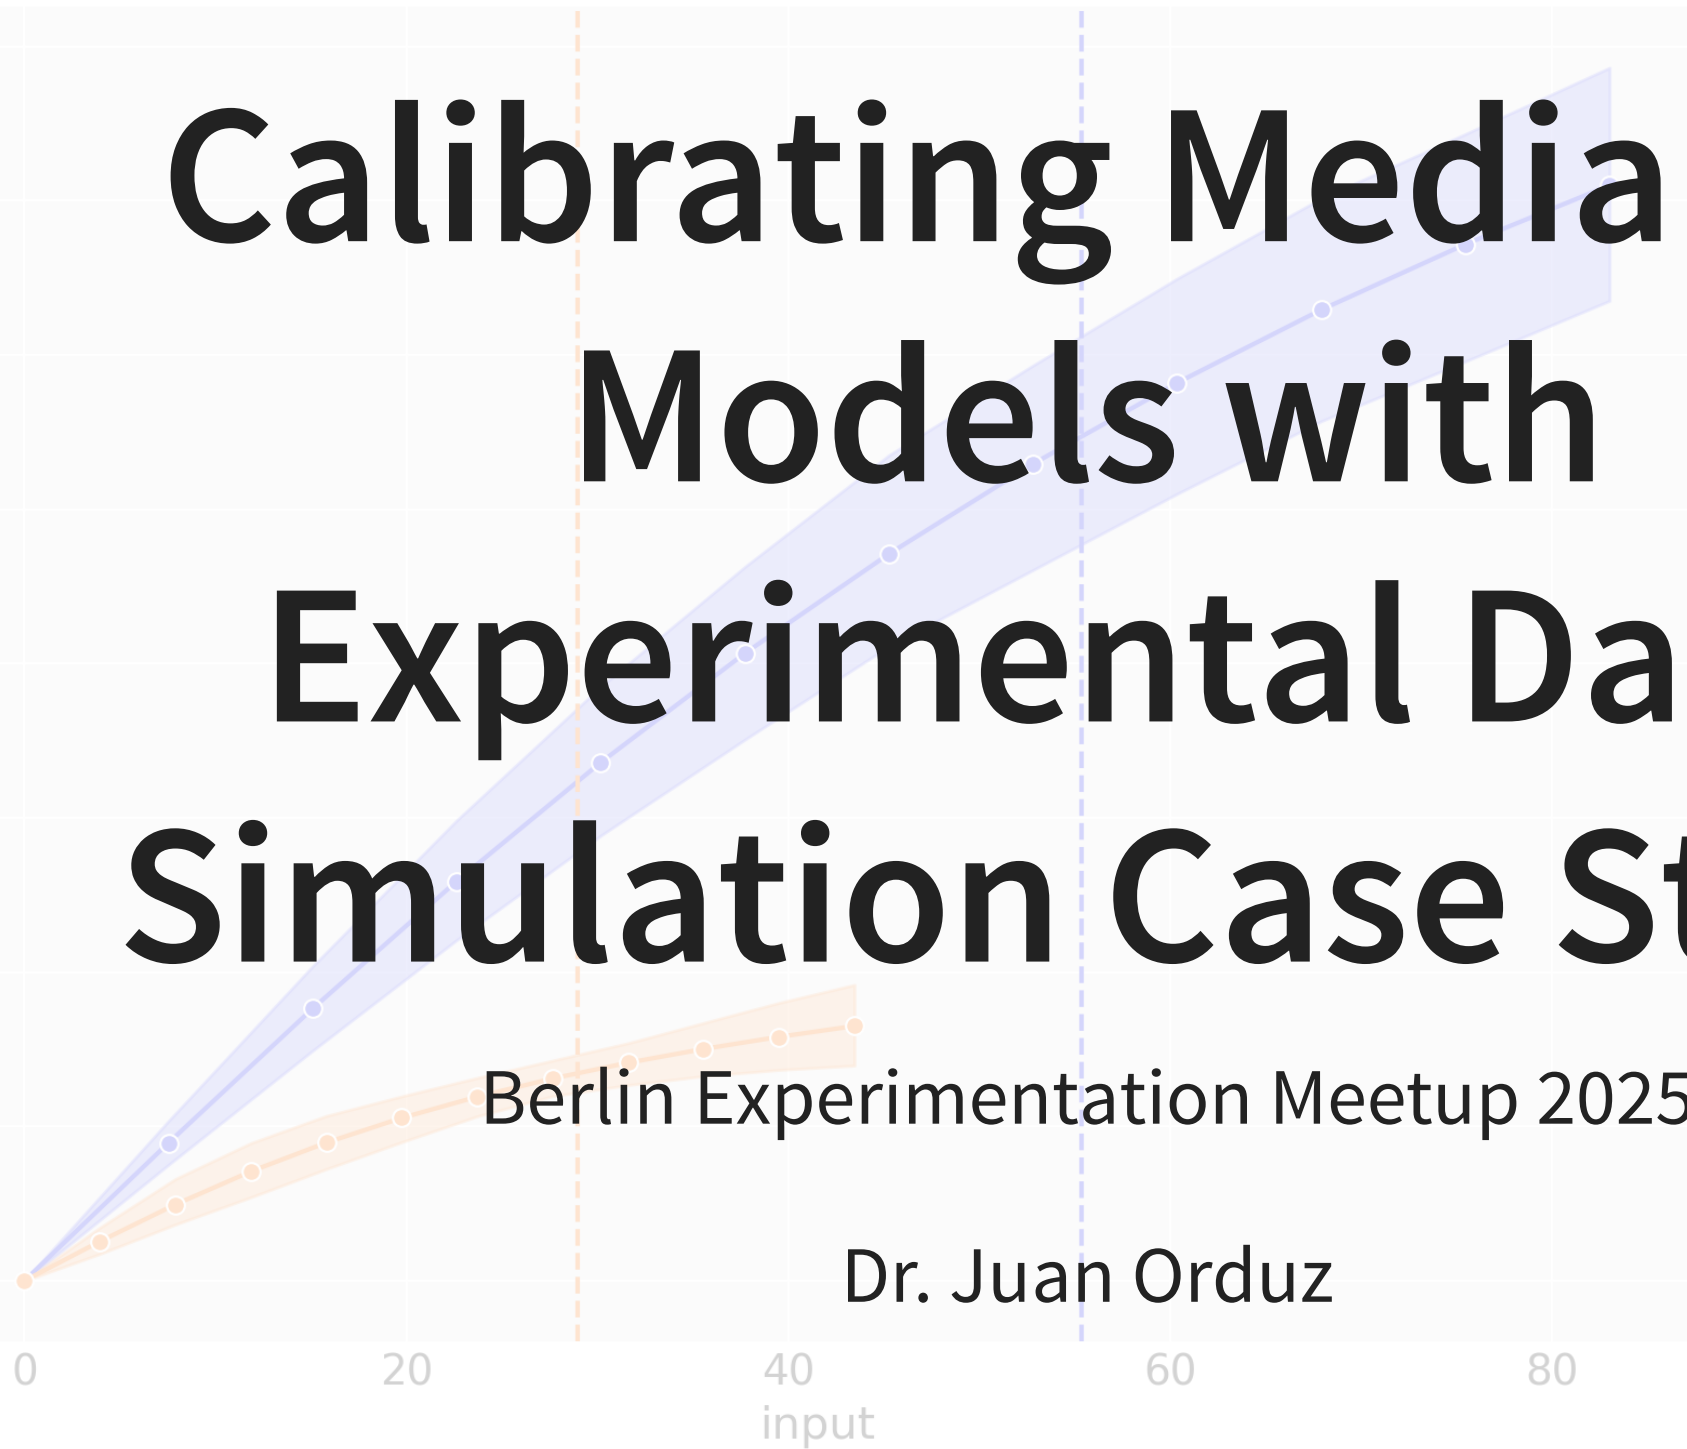 Calibrating Media
Models with
Experimental Da
Simulation Case St
Berlin Experimentation Meetup 2025
Dr. Juan Orduz
0 20 40 60 80
input